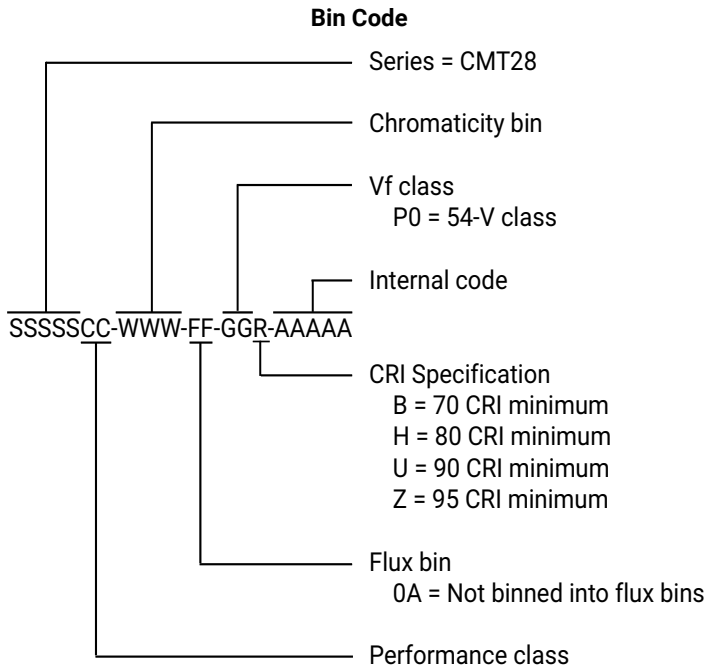 Bin Code
Series = CMT28
Chromaticity bin
Vf class
P0 = 54-V class
Internal code
SSSSSCC-WWW-FF-GGR-AAAAA
CRI Specification
B = 70 CRI minimum
H = 80 CRI minimum
U = 90 CRI minimum
Z = 95 CRI minimum
Flux bin
0A = Not binned into flux bins
Performance class